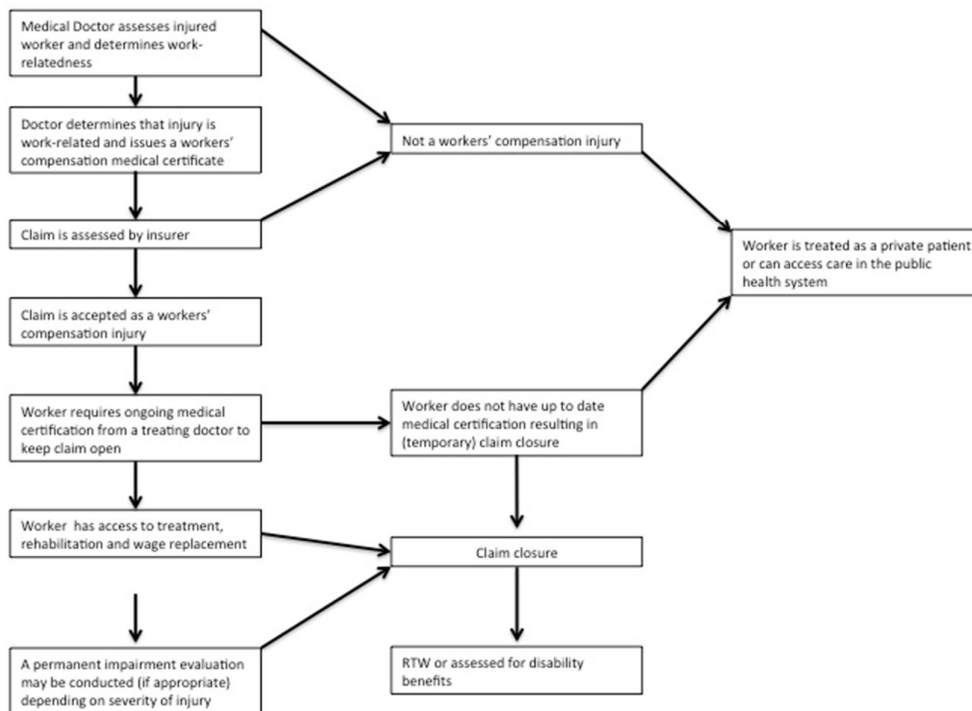 Medical Doctor assesses injured
worker and determines work-
relatedness
Doctor determines that injury is
work-related and issues a workers'
compensation medical certificate
Not a workers' compensation injury
Claim is assessed by insurer
Worker is treated as a private patient
or can access care in the public
health system
Claim is accepted as a workers'
compensation injury
Worker requires ongoing medical
certification from a treating doctor to
keep claim open
Worker does not have up to date
medical certification resulting in
(temporary) claim closure
Worker has access to treatment,
rehabilitation and wage replacement
Claim closure
A permanent impairment evaluation
may be conducted (if appropriate)
depending on severity of injury
RTW or assessed for disability
benefits